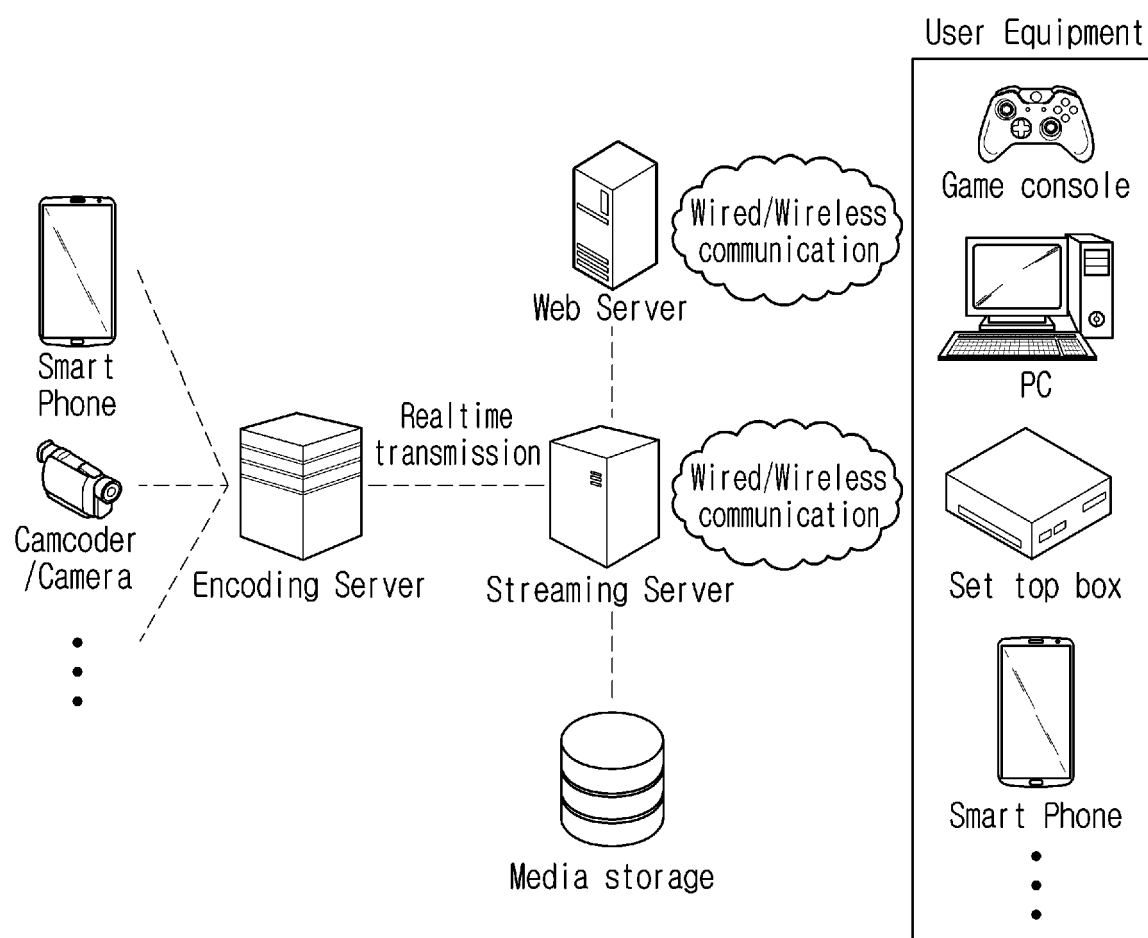 User Equipment
Game console
Wired/Wireless
communication
Web Server
Smart
Phone
PC
Realtime
transmission
Wired/Wireless
communication
Camcoder
/Camera
Encoding Server
Streaming Server
Set top box
Smart Phone
Media storage